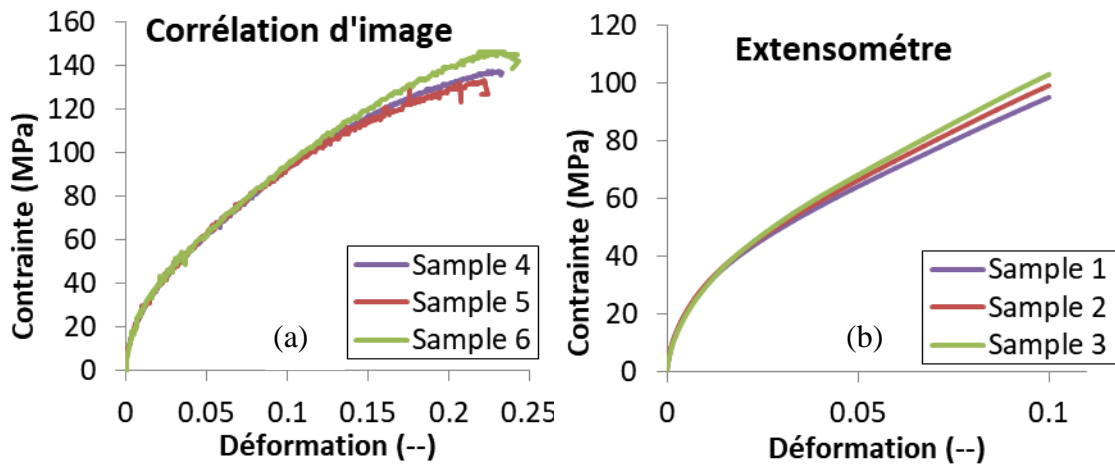 Corrélation d'image
Contrainte (MPa)
160
140
120
100
80
60
40
20
0
0
0.05
0.1
0.15
0.2
0.25
Déformation (--)
Sample 4
Sample 5
Sample 6
(a)
Extensométre
Contrainte (MPa)
120
100
80
60
40
20
0
0
0.05
0.1
Déformation (--)
Sample 1
Sample 2
Sample 3
(b)